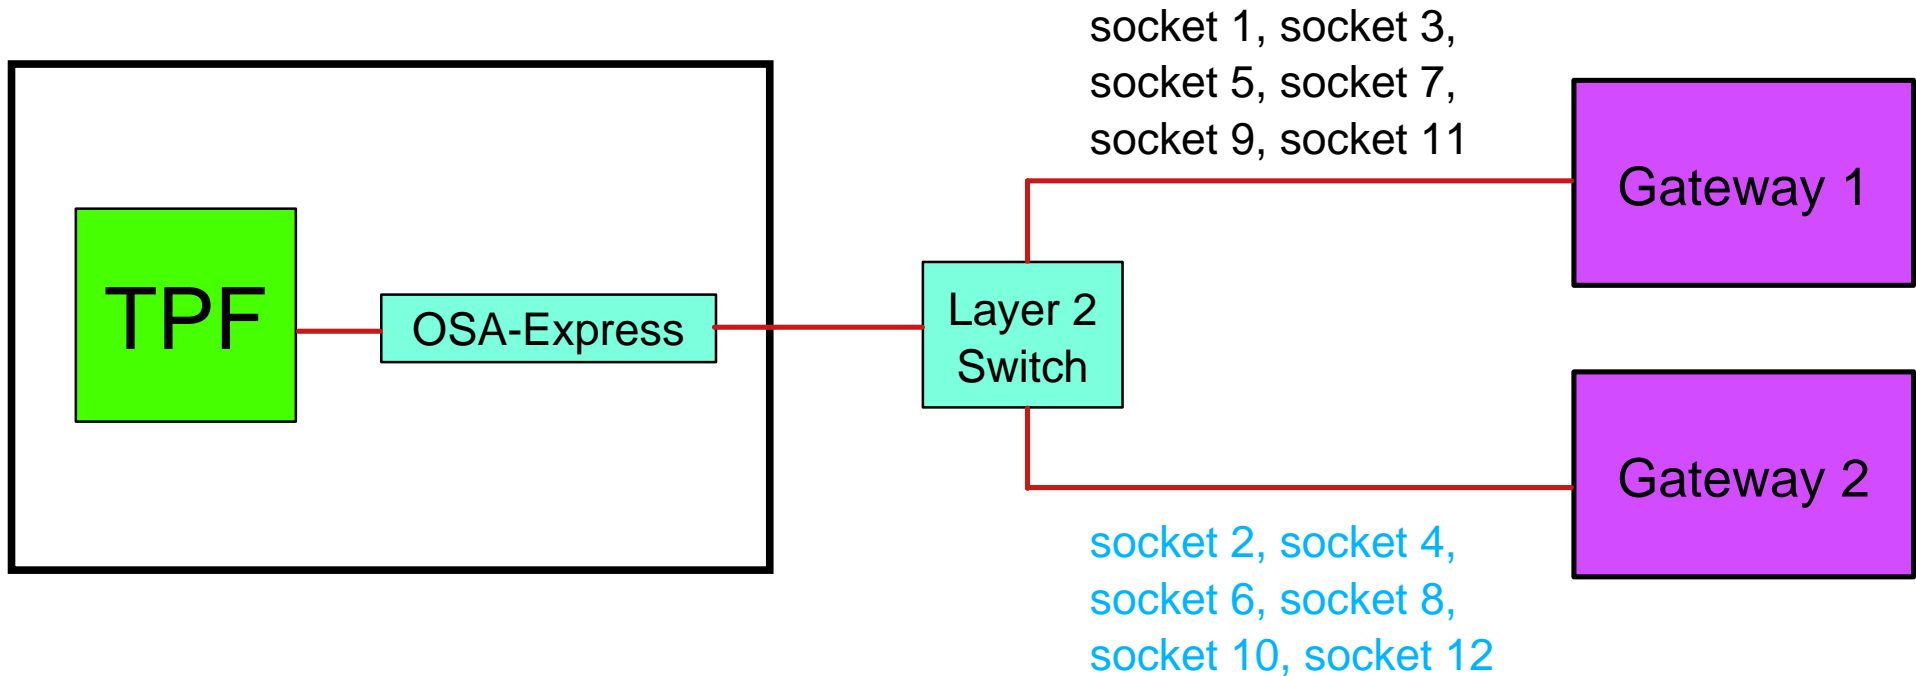 socket 1, socket 3,
socket 5, socket 7,
socket 9, socket 11
Gateway 1
TPF
OSA-Express
Layer 2
Switch
Gateway 2
socket 2, socket 4,
socket 6, socket 8,
socket 10, socket 12